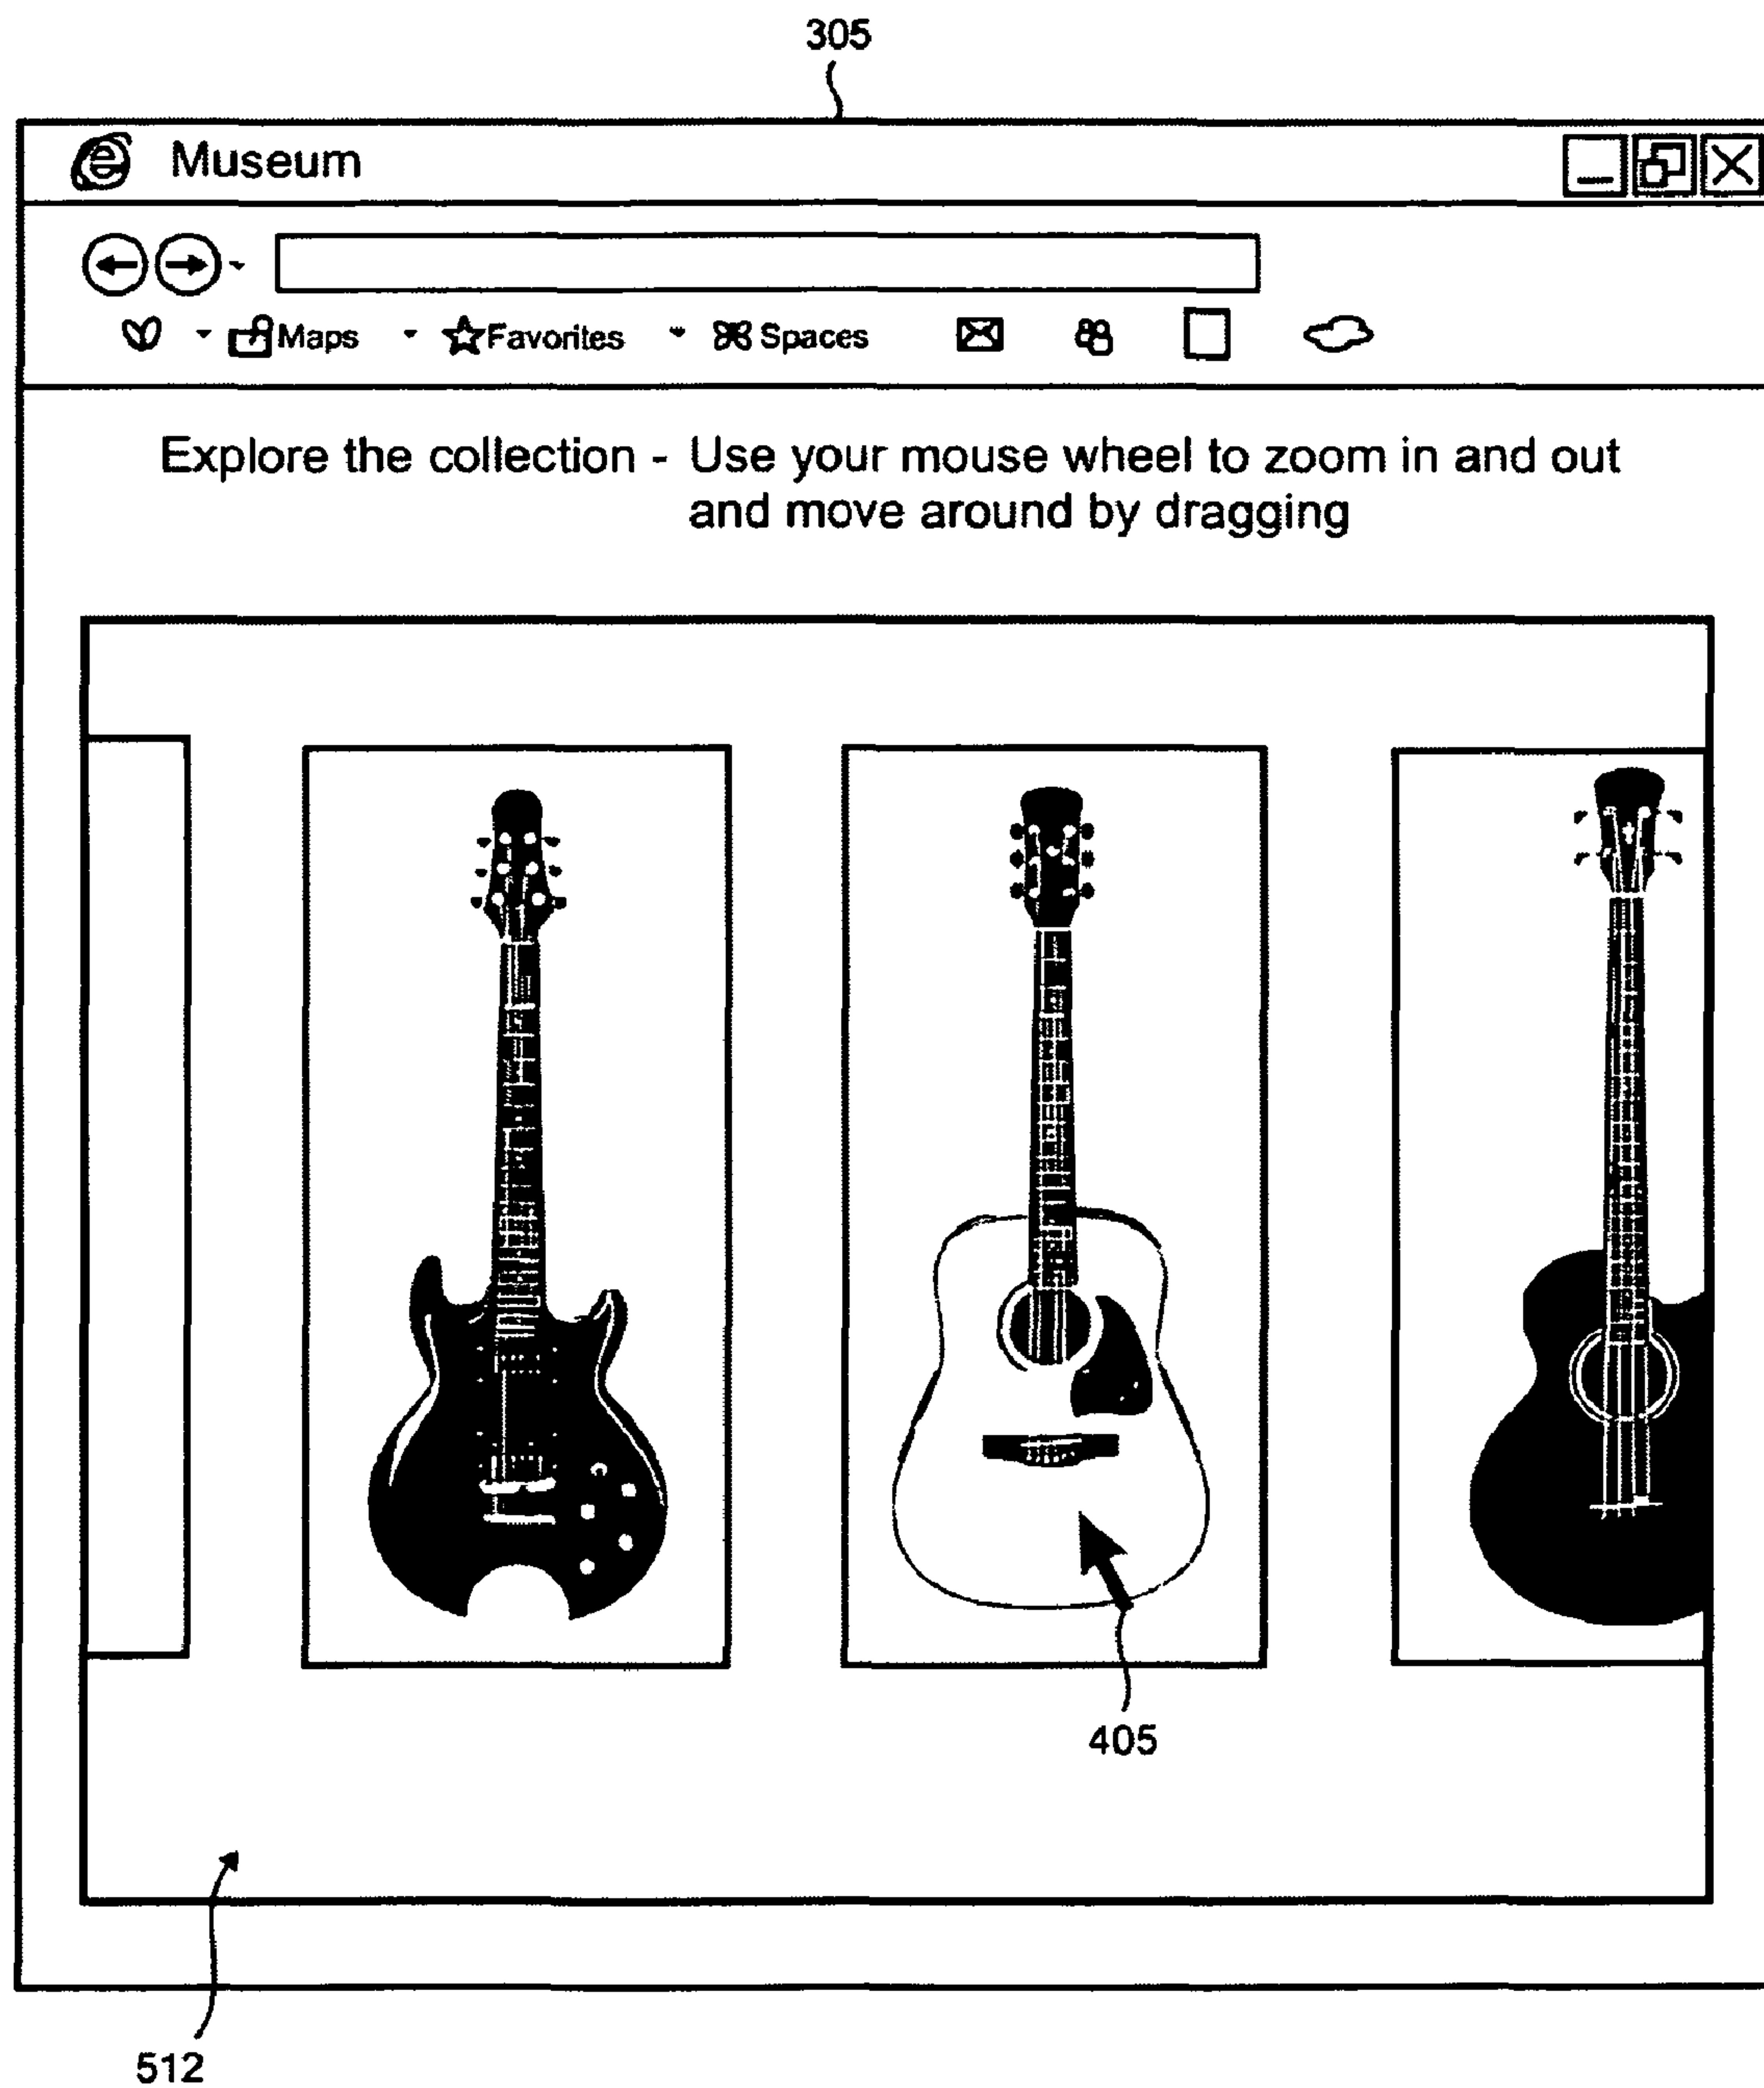 305
e Museum
Maps Favorites Spaces
Explore the collection - Use your mouse wheel to zoom in and out
and move around by dragging
405
512